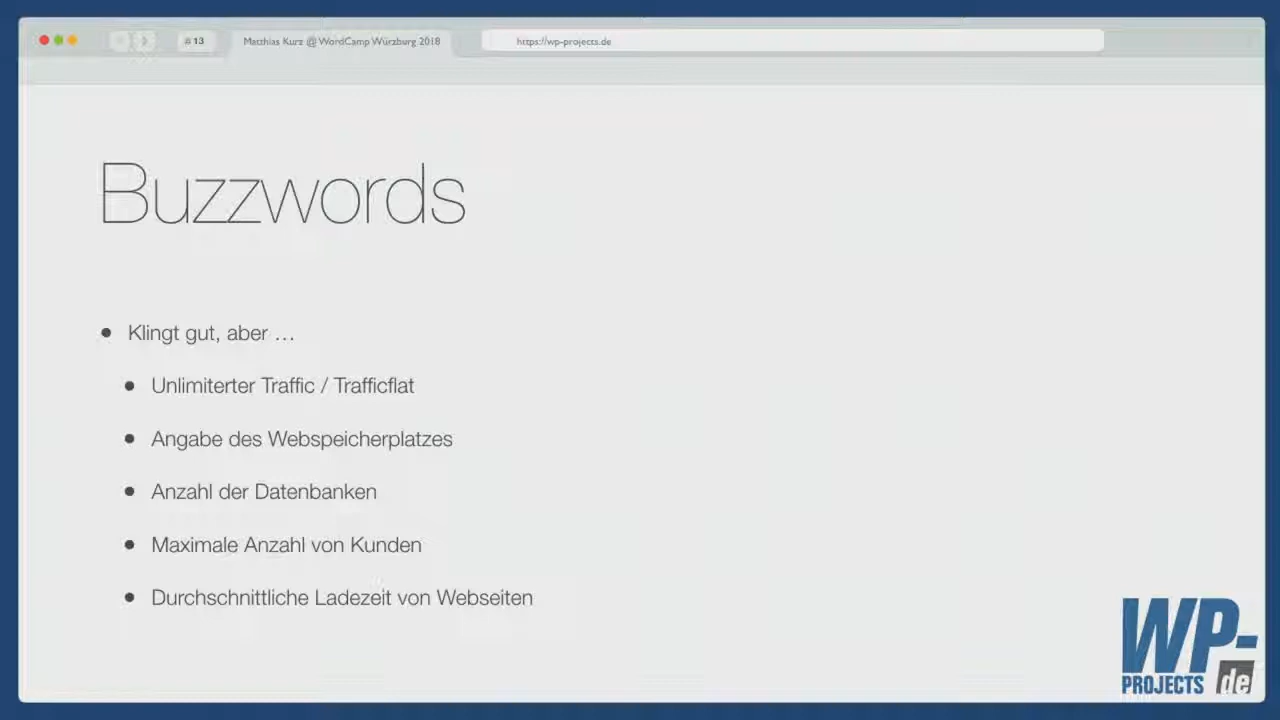 #13
Matthias Kurz @ WordCamp Würzburg 2018
https://wp-projects.de
Buzzwords
Klingt gut, aber …
Unlimiterter Traffic / Trafficflat
Angabe des Webspeicherplatzes
Anzahl der Datenbanken
Maximale Anzahl von Kunden
Durchschnittliche Ladezeit von Webseiten
WP-
PROJECTS de